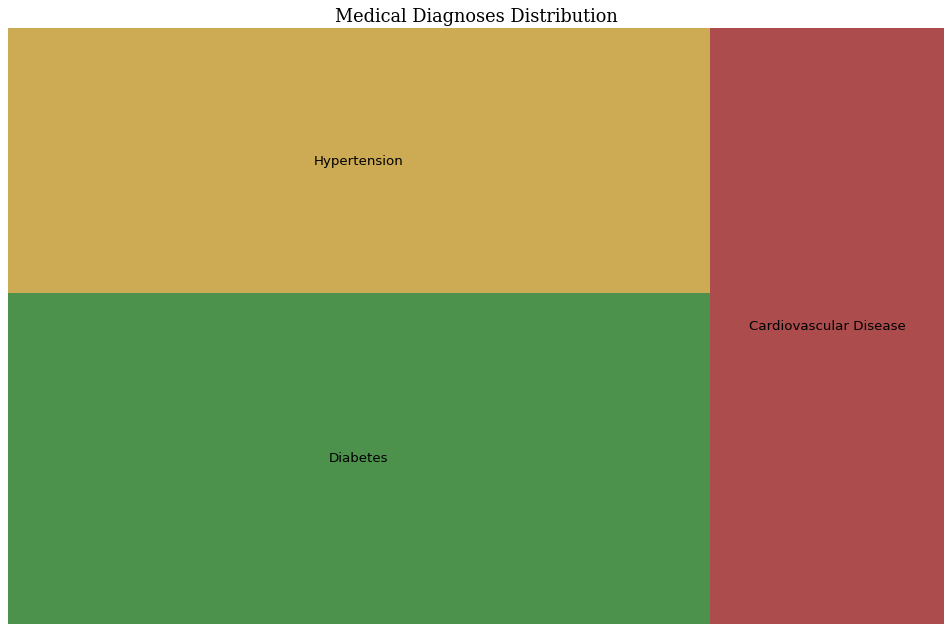 Medical Diagnoses Distribution
Hypertension
Cardiovascular Disease
Diabetes